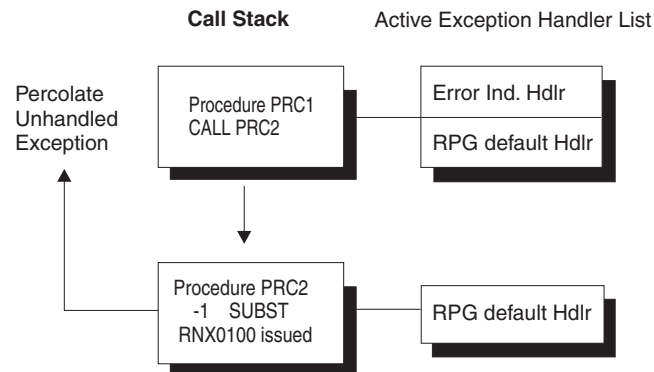 Call Stack
Active Exception Handler List
Percolate
Unhandled
Exception
Procedure PRC1
CALL PRC2
Error Ind. Hdlr
RPG default Hdlr
Procedure PRC2
-1 SUBST
RNX0100 issued
RPG default Hdlr